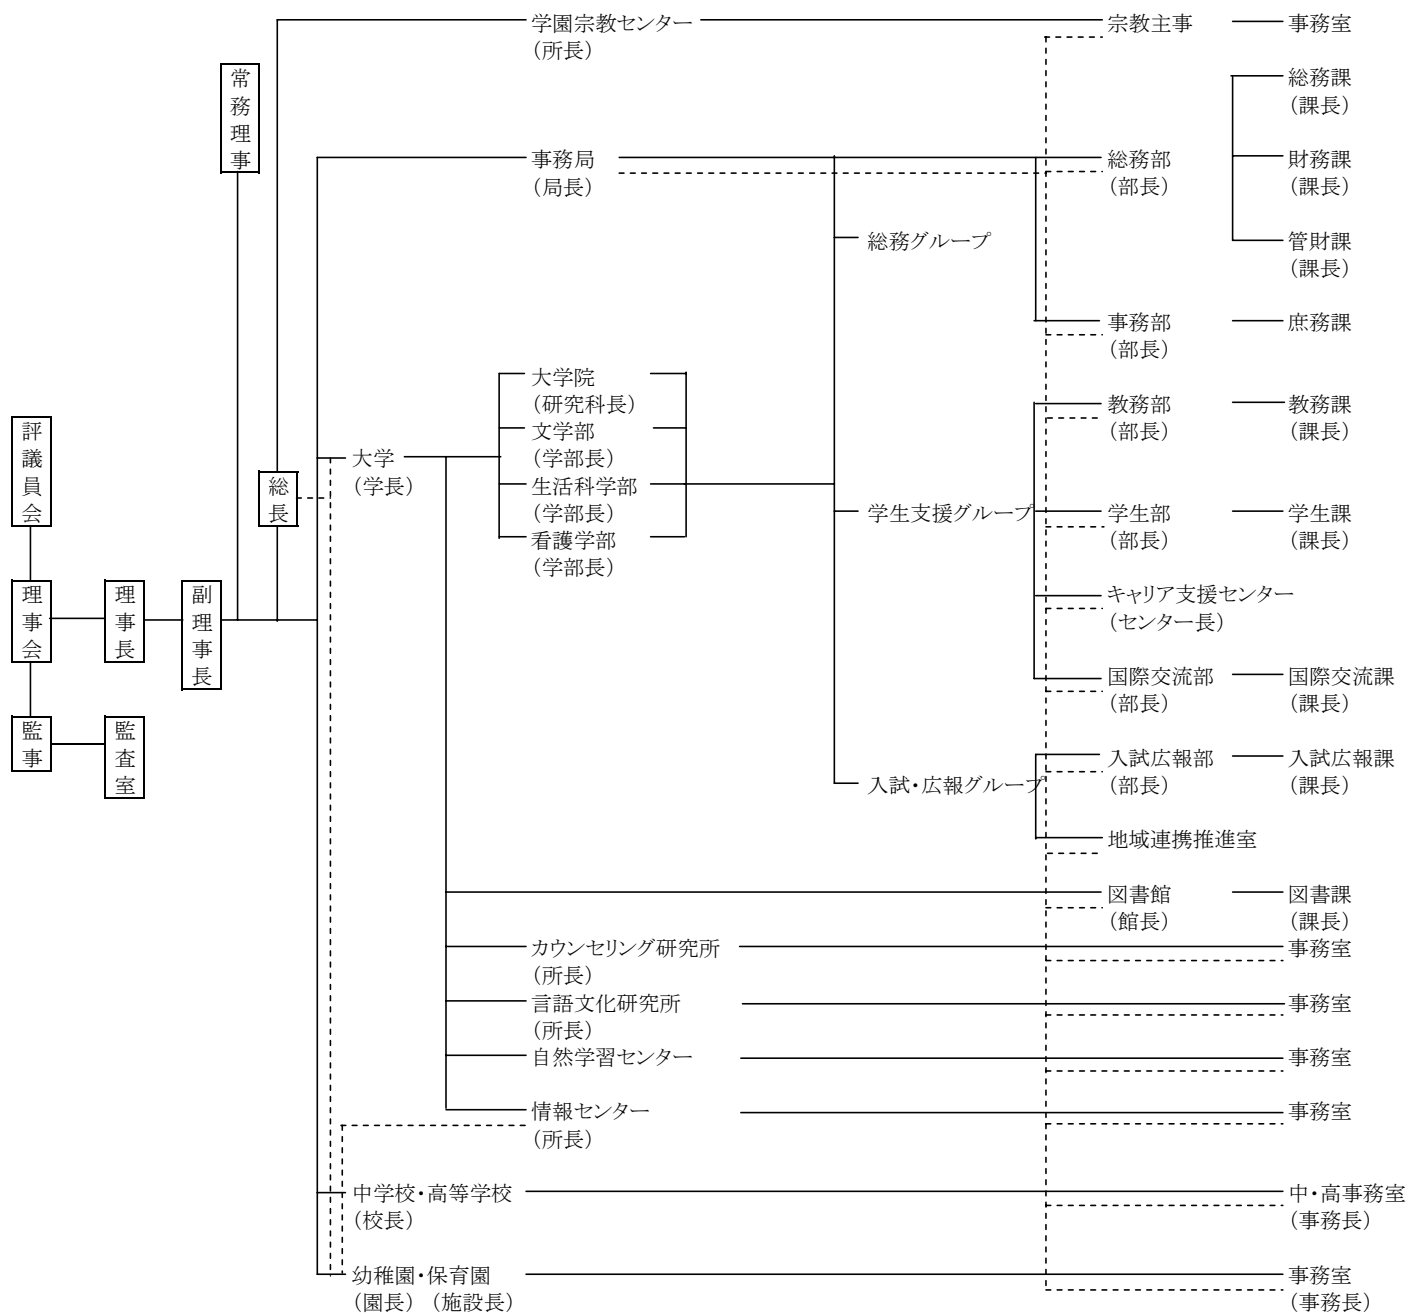 学園宗教センター
（所長）
宗教主事
事務室
常務理事
総務課
（課長）
事務局
（局長）
総務部
（部長）
財務課
（課長）
総務グループ
管財課
（課長）
事務部
（部長）
庶務課
大学院
（研究科長）
文学部
（学部長）
生活科学部
（学部長）
看護学部
（学部長）
教務部
（部長）
教務課
（課長）
評議員会
総長
大学
（学長）
学生支援グループ
学生部
（部長）
学生課
（課長）
理事会
理事長
副理事長
キャリア支援センター
（センター長）
国際交流部
（部長）
国際交流課
（課長）
監事
監査室
入試・広報グループ
入試広報部
（部長）
入試広報課
（課長）
地域連携推進室
図書館
（館長）
図書課
（課長）
カウンセリング研究所
（所長）
事務室
言語文化研究所
（所長）
事務室
自然学習センター
事務室
情報センター
（所長）
事務室
中学校・高等学校
（校長）
中・高事務室
（事務長）
幼稚園・保育園
（園長）（施設長）
事務室
（事務長）